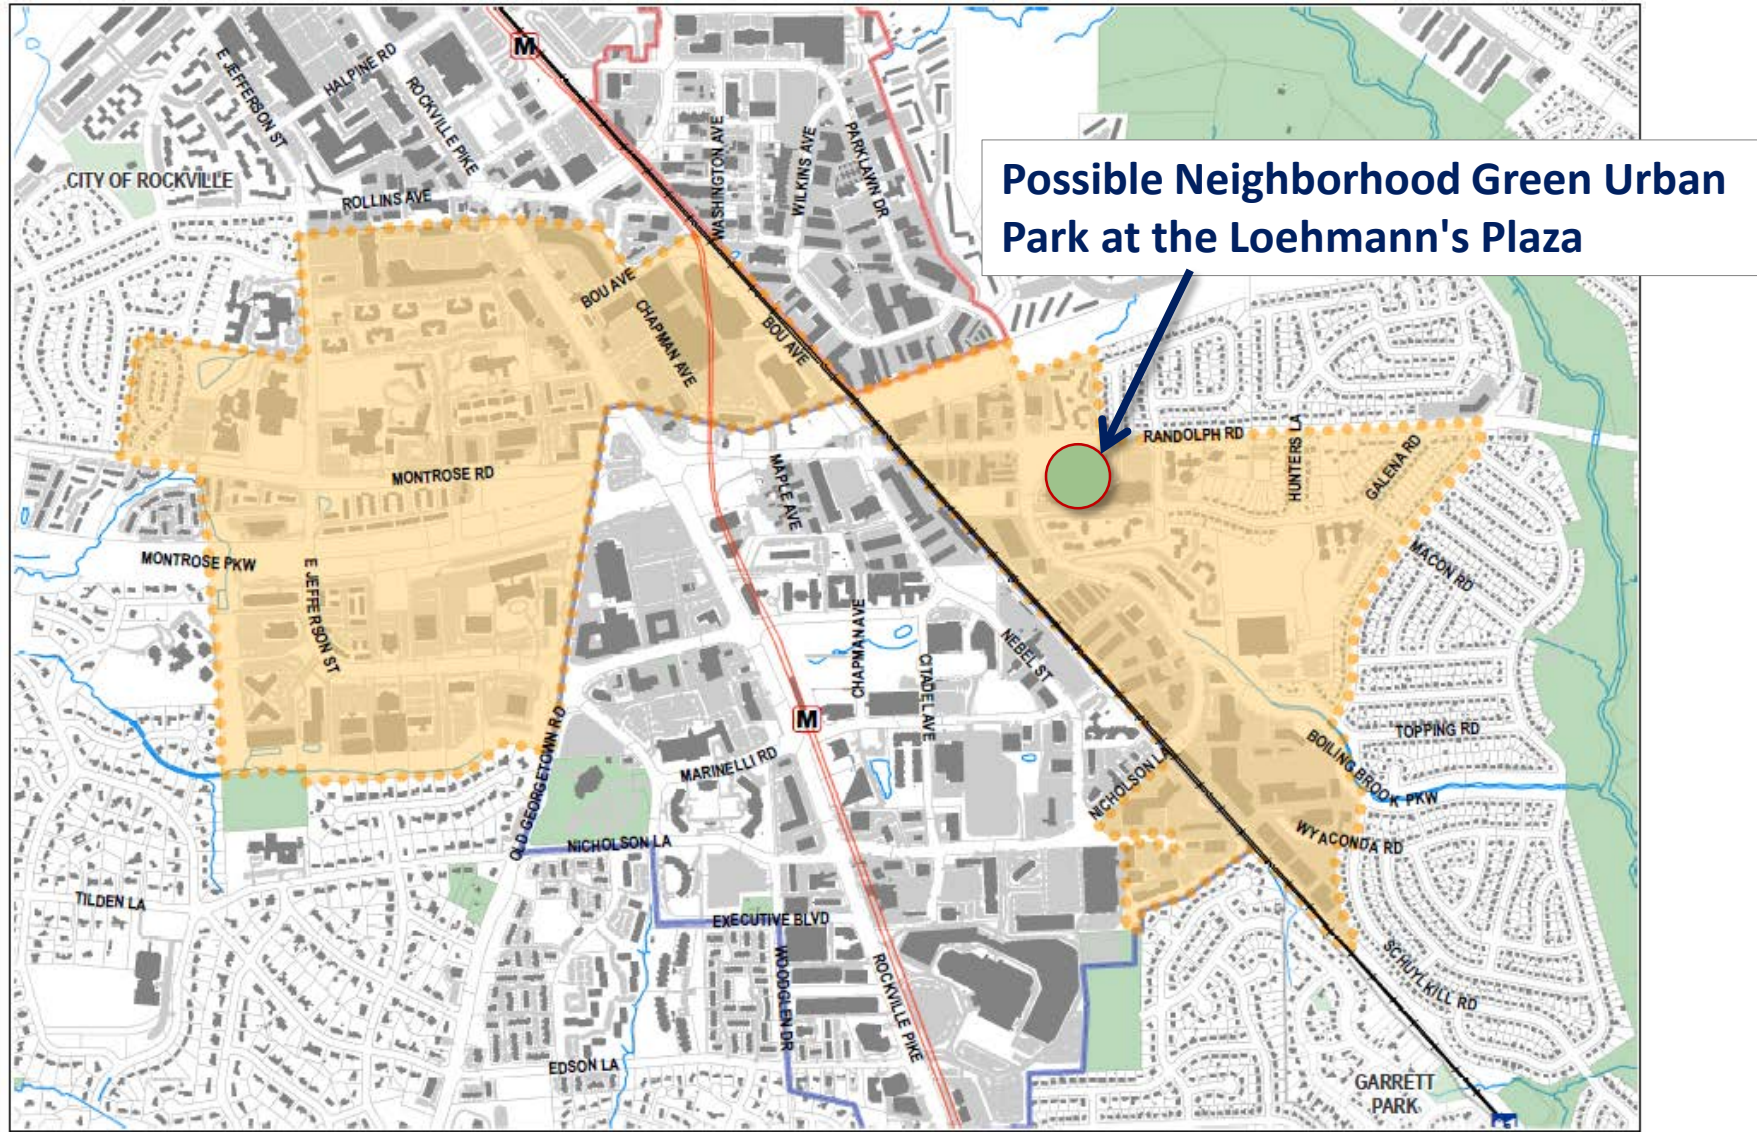 M
E JEFFERSON ST
HALPINE RD
ROCKVILLE PIKE
WASHINGTON AVE
WILKINS AVE
PARKLAWN DR
Possible Neighborhood Green Urban
Park at the Loehmann's Plaza
CITY OF ROCKVILLE
ROLLINS AVE
BOU AVE
CHAPMAN AVE
BOU AVE
RANDOLPH RD
HUNTERS LA
GALENA RD
MONTROSE RD
MAPLE AVE
MONTROSE PKW
E JEFFERSON ST
MACON RD
CHAPMAN AVE
CITADEL AVE
NEBEL ST
M
OLD GEORGETOWN RD
MARINELLI RD
NICHOLSON LA
TOPPING RD
BOILING BROOK PKW
WYACONDA RD
NICHOLSON LA
TILDEN LA
EXECUTIVE BLVD
WOODGLEN DR
ROCKVILLE PIKE
SCHUYLKILL RD
EDSON LA
GARRETT
PARK